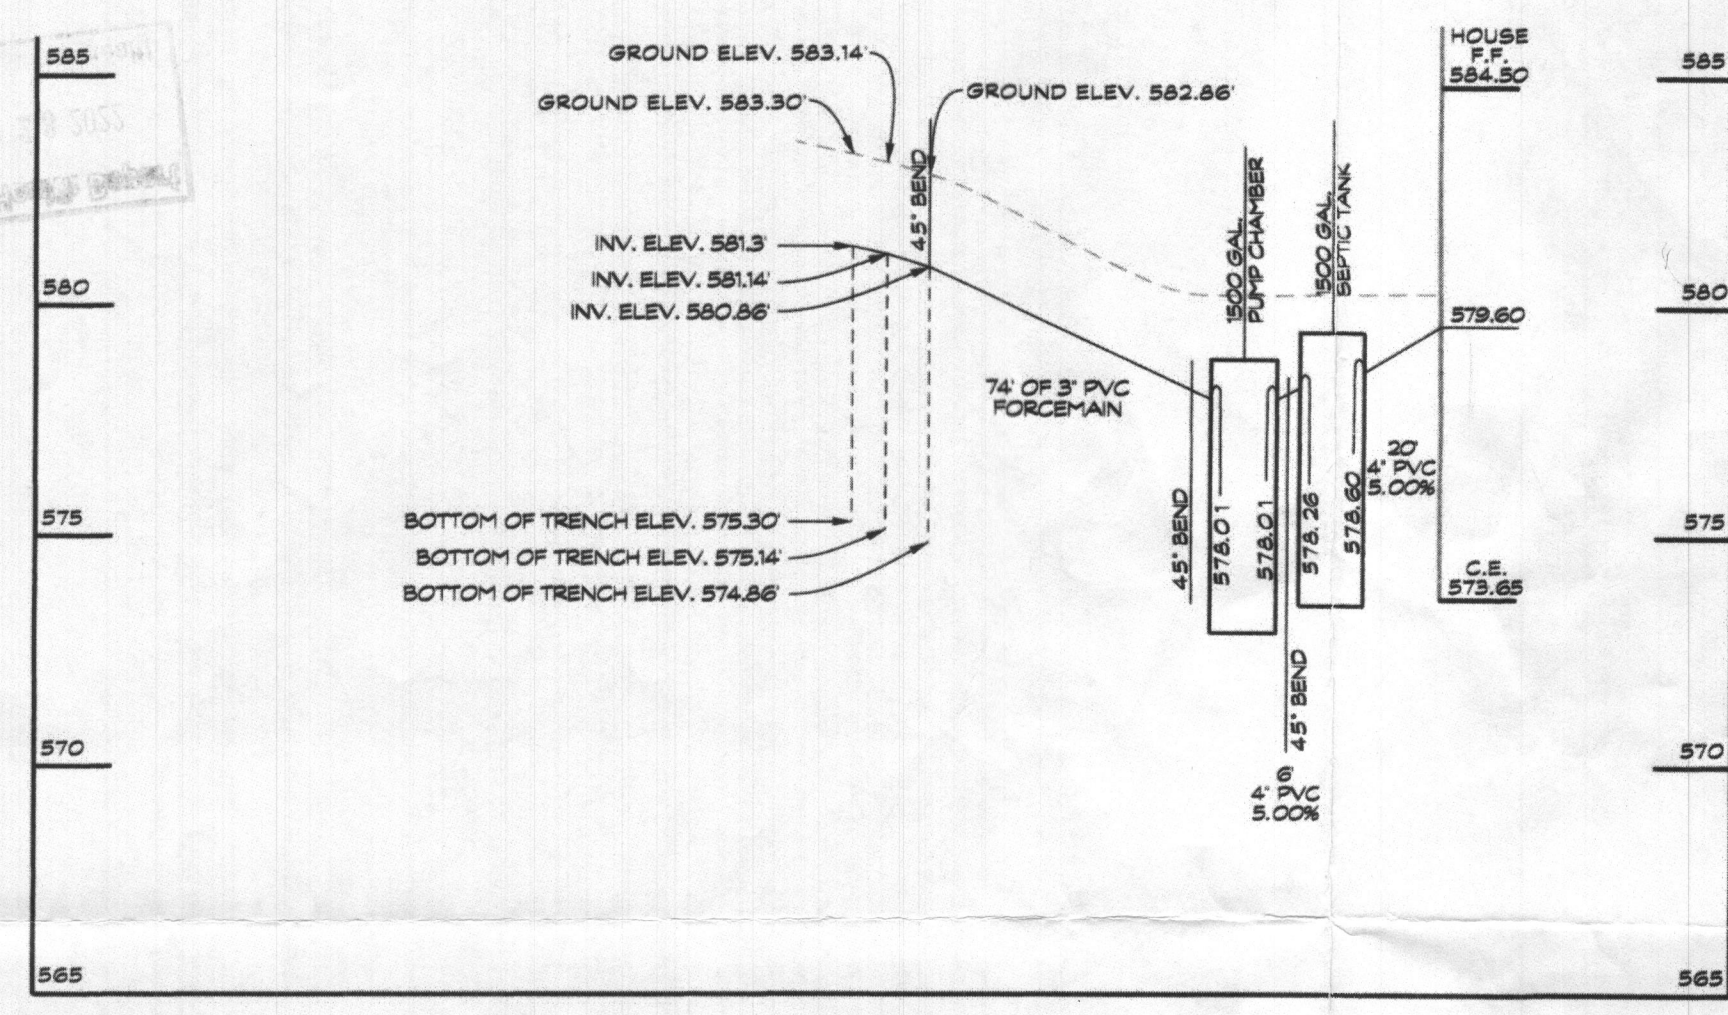 585
580
575
570
565
GROUND ELEV. 583.14'
GROUND ELEV. 583.30'
GROUND ELEV. 582.86'
45° BEND
INV. ELEV. 581.3'
INV. ELEV. 581.14'
INV. ELEV. 580.86'
BOTTOM OF TRENCH ELEV. 575.30'
BOTTOM OF TRENCH ELEV. 575.14'
BOTTOM OF TRENCH ELEV. 574.86'
74' OF 3" PVC
FORCEMAIN
1500 GAL.
PUMP CHAMBER
1500 GAL.
SEPTIC TANK
45° BEND
578.01
578.01
578.26
578.60
45° BEND
6'
4" PVC
5.00%
20'
4" PVC
5.00%
HOUSE
F.F.
584.50
579.60
C.E.
573.65
585
580
575
570
565